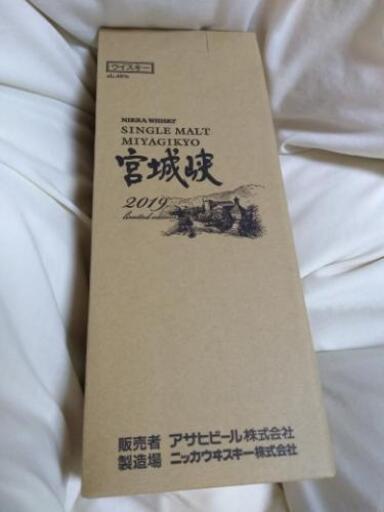 ウイスキー
alc.48%
NIKKA WHISKY
SINGLE MALT
MIYAGIKYO
宮城峡
2019
limited edition
販売者 アサヒビール株式会社
製造場 ニッカウヰスキー株式会社